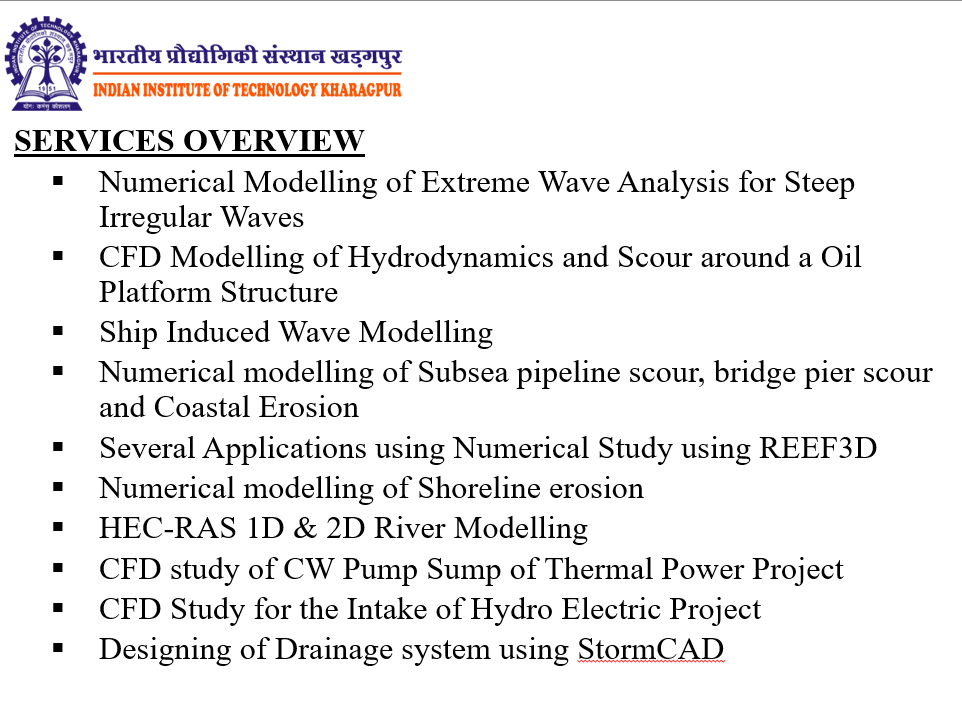 भारतीय प्रौद्योगिकी संस्थान खड़गपुर
INDIAN INSTITUTE OF TECHNOLOGY KHARAGPUR
SERVICES OVERVIEW
▪ Numerical Modelling of Extreme Wave Analysis for Steep
Irregular Waves
▪ CFD Modelling of Hydrodynamics and Scour around a Oil
Platform Structure
▪ Ship Induced Wave Modelling
▪ Numerical modelling of Subsea pipeline scour, bridge pier scour
and Coastal Erosion
▪ Several Applications using Numerical Study using REEF3D
▪ Numerical modelling of Shoreline erosion
▪ HEC-RAS 1D & 2D River Modelling
▪ CFD study of CW Pump Sump of Thermal Power Project
▪ CFD Study for the Intake of Hydro Electric Project
▪ Designing of Drainage system using StormCAD